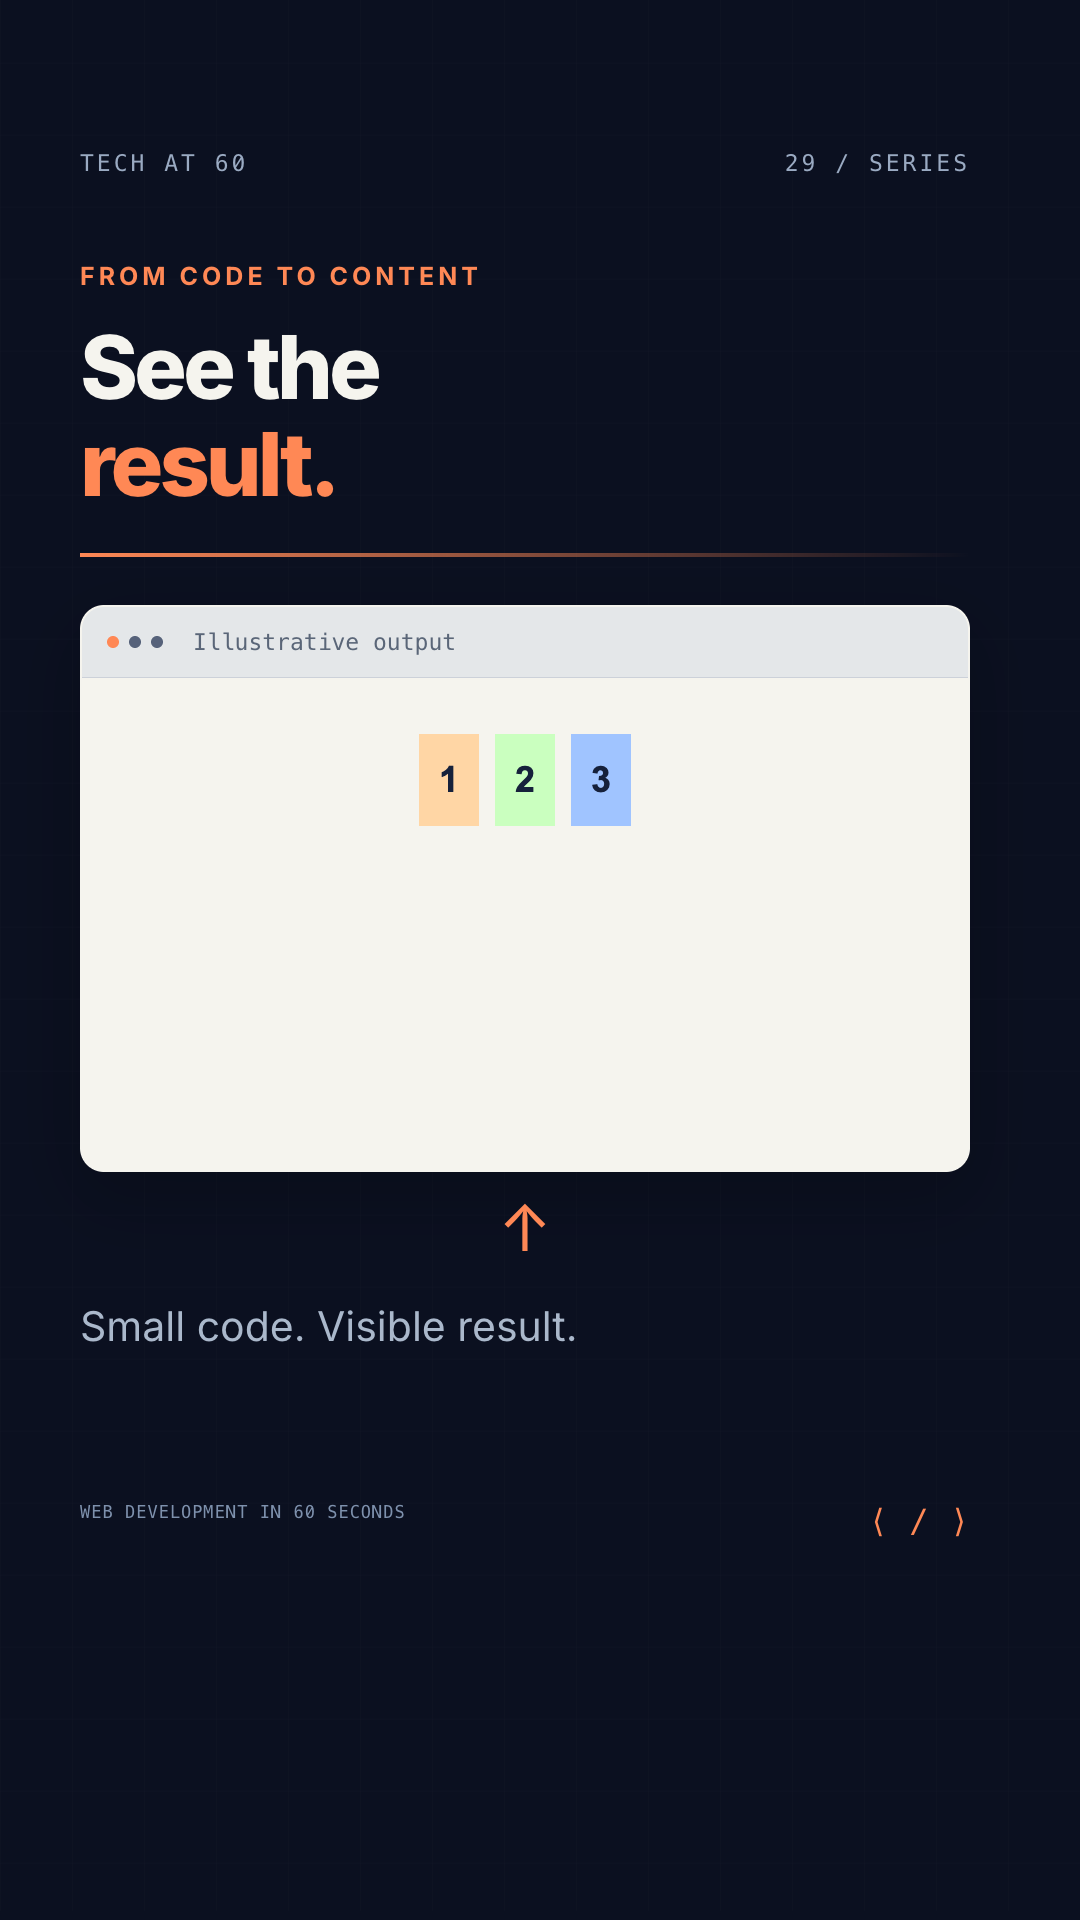 TECH AT 60
29 / SERIES
FROM CODE TO CONTENT
See the
result.
Illustrative output
1 2 3
Small code. Visible result.
WEB DEVELOPMENT IN 60 SECONDS
⟨ / ⟩